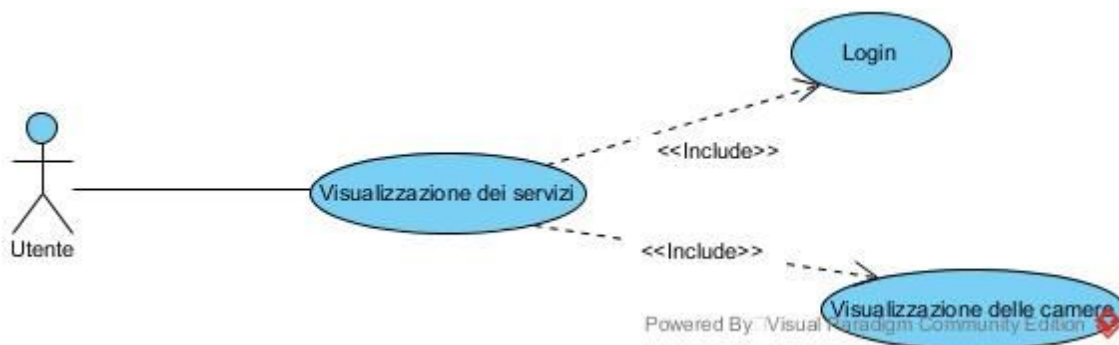 Login
<<Include>>
Visualizzazione dei servizi
Utente
<<Include>>
Visualizzazione delle camere
Powered By Visual Paradigm Community Edition